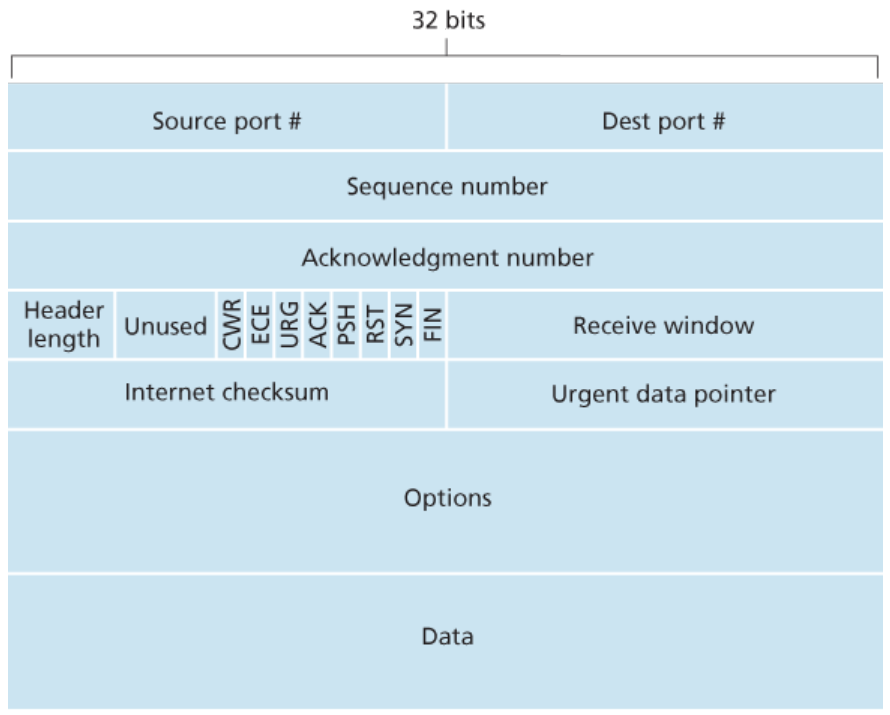 32 bits
Source port #
Dest port #
Sequence number
Acknowledgment number
Header
length
Unused
CWR
ECE
URG
ACK
PSH
RST
SYN
FIN
Receive window
Internet checksum
Urgent data pointer
Options
Data